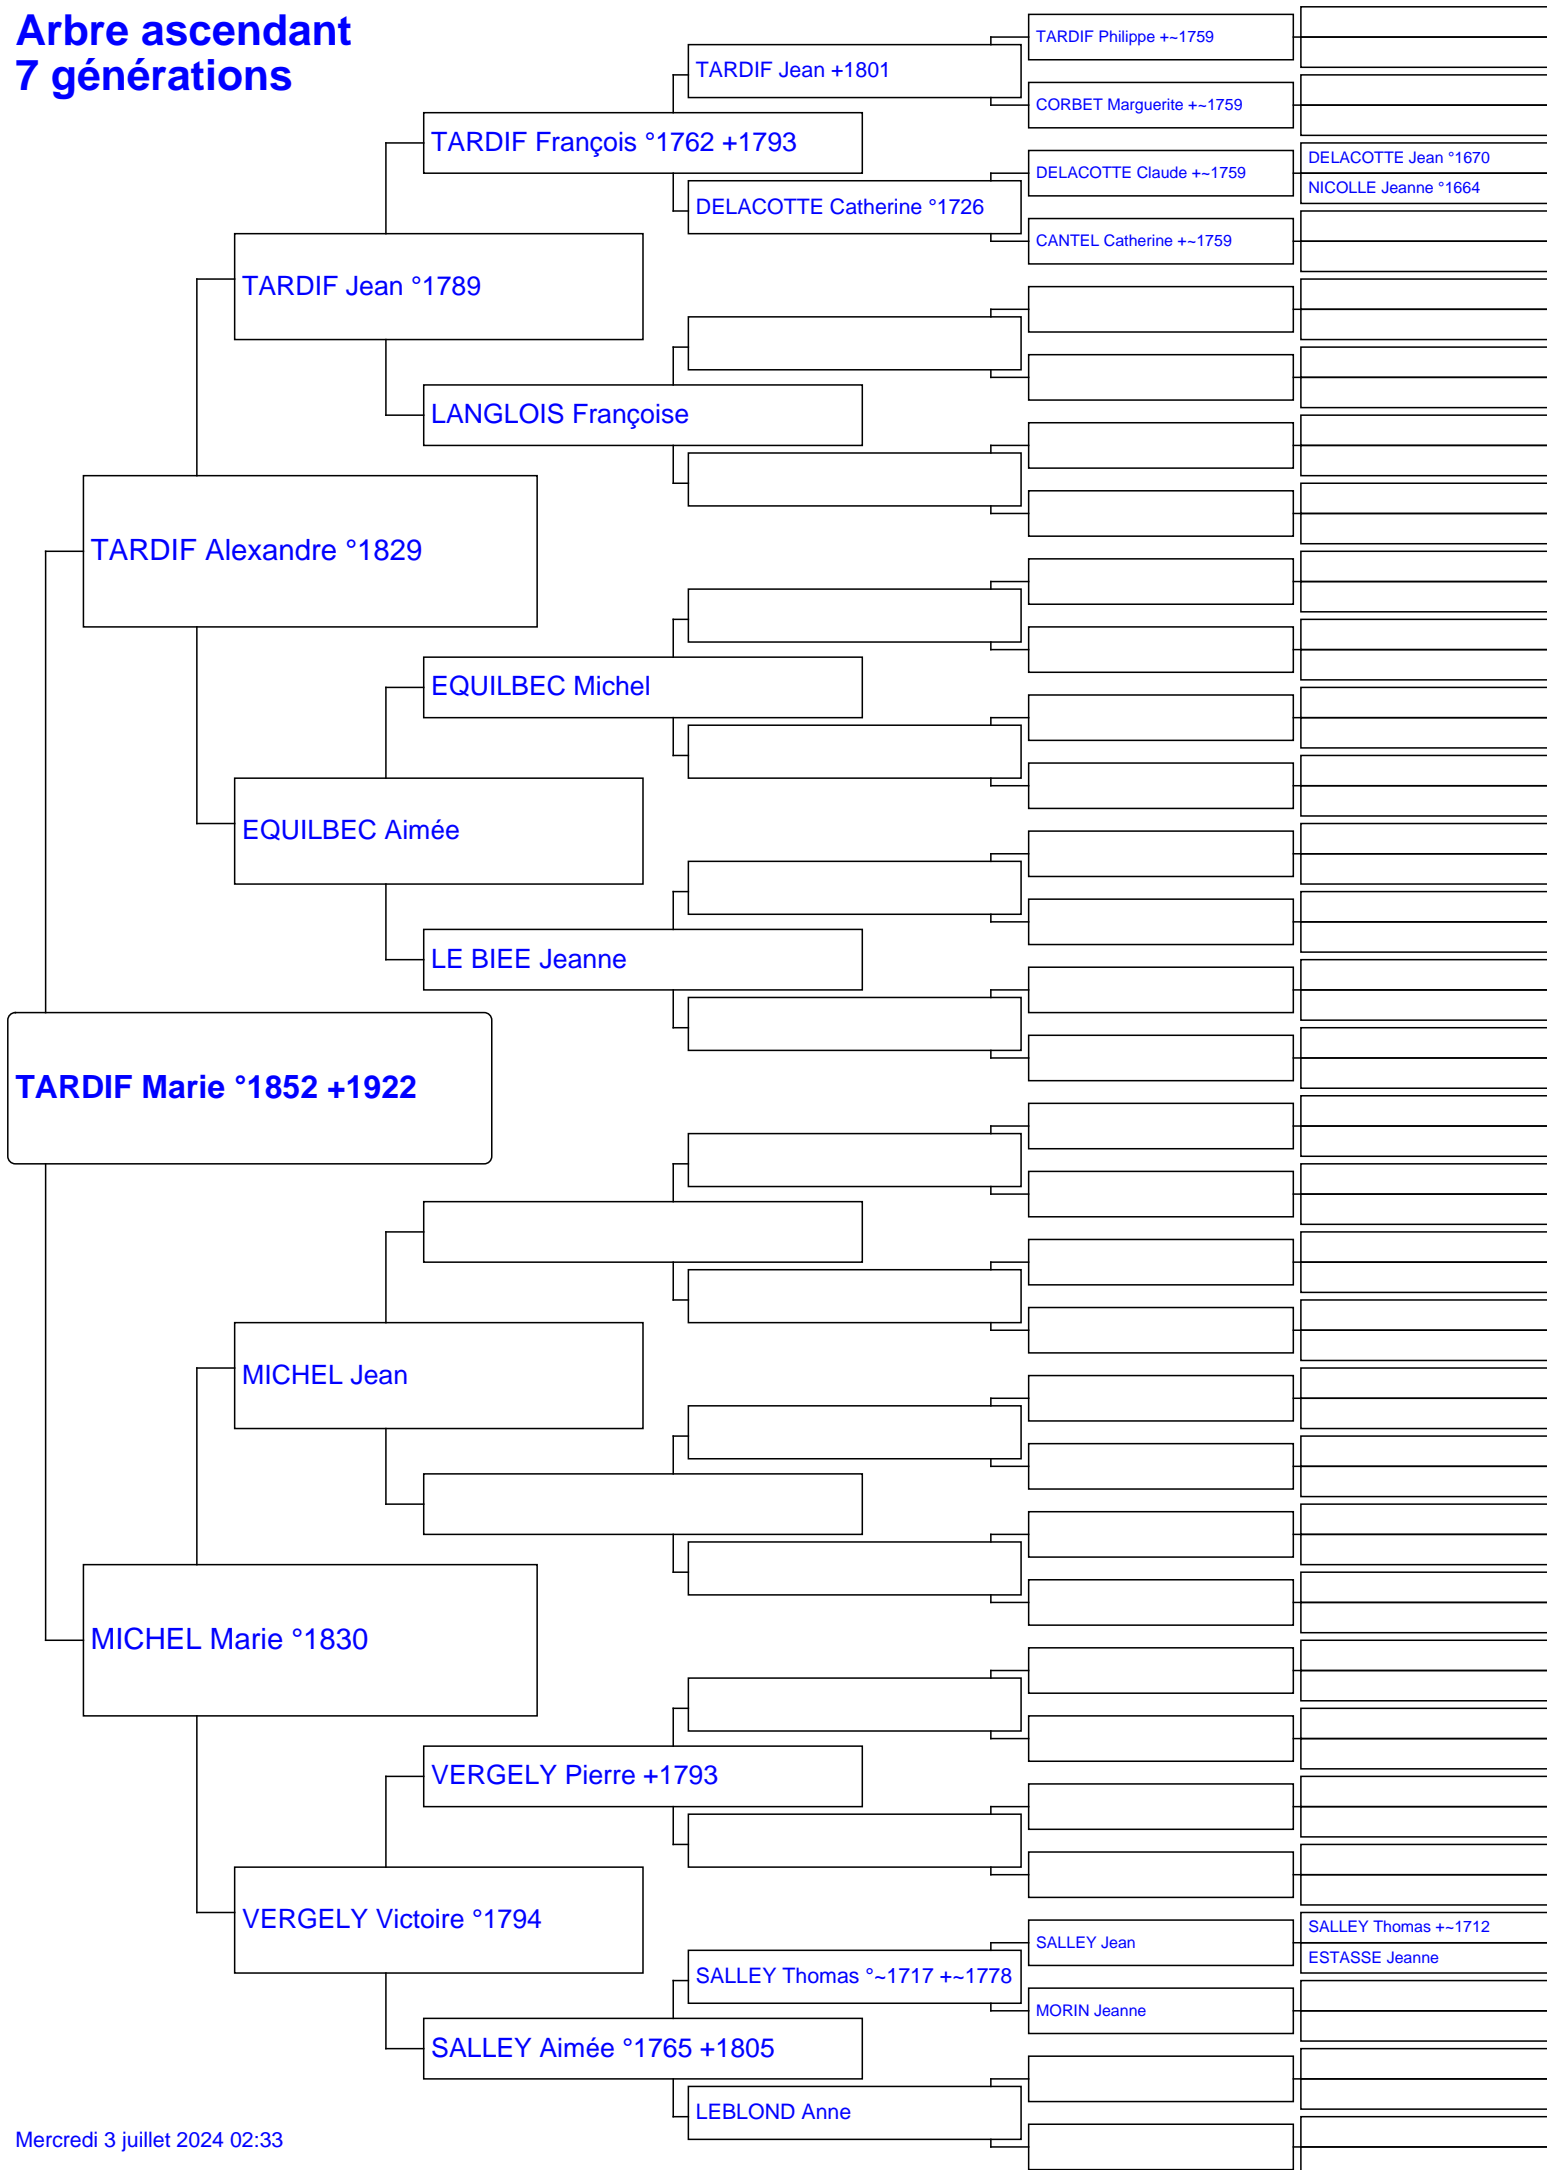 Arbre ascendant
7 générations
TARDIF Philippe +~1759
TARDIF Jean +1801
CORBET Marguerite +~1759
TARDIF François °1762 +1793
DELACOTTE Jean °1670
DELACOTTE Claude +~1759
NICOLLE Jeanne °1664
DELACOTTE Catherine °1726
CANTEL Catherine +~1759
TARDIF Jean °1789
LANGLOIS Françoise
TARDIF Alexandre °1829
EQUILBEC Michel
EQUILBEC Aimée
LE BIEE Jeanne
TARDIF Marie °1852 +1922
MICHEL Jean
MICHEL Marie °1830
VERGELY Pierre +1793
VERGELY Victoire °1794
SALLEY Thomas +~1712
SALLEY Jean
ESTASSE Jeanne
SALLEY Thomas °~1717 +~1778
MORIN Jeanne
SALLEY Aimée °1765 +1805
LEBLOND Anne
Mercredi 3 juillet 2024 02:33